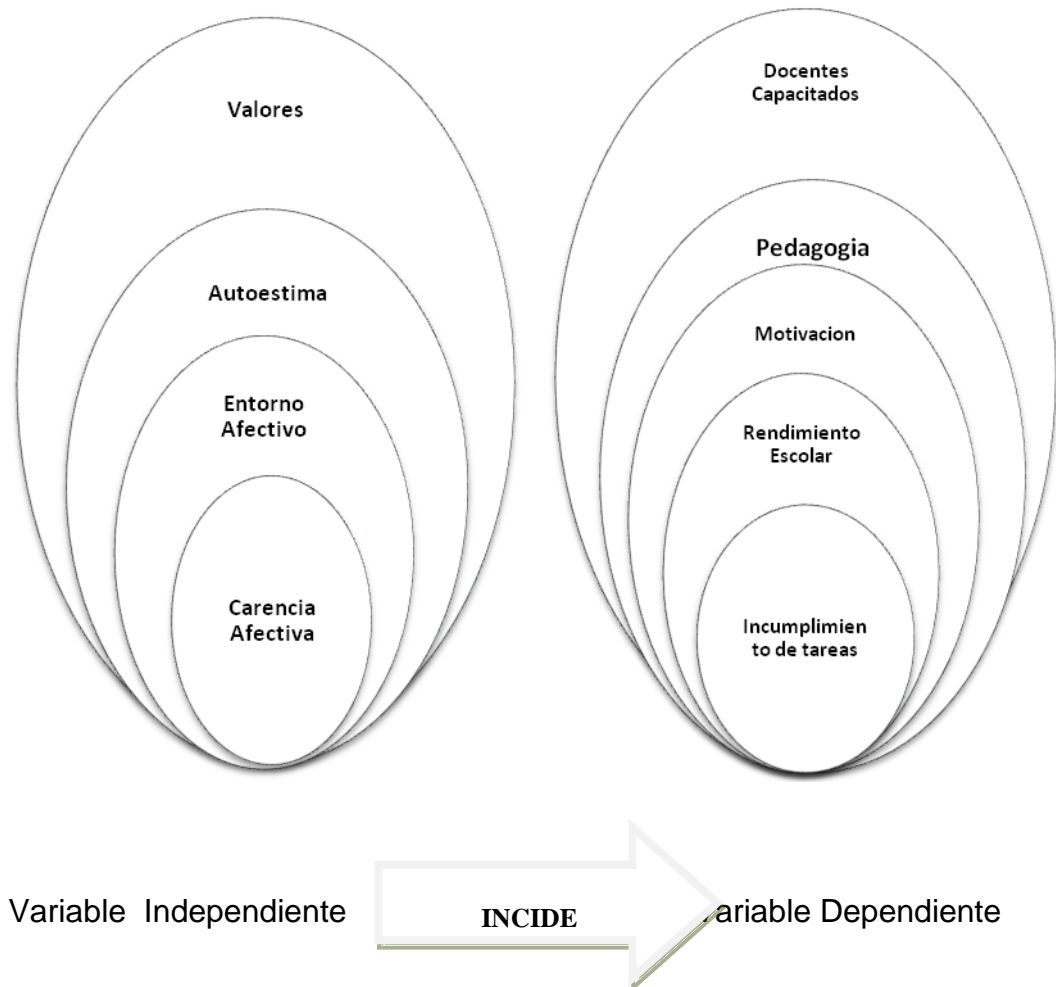 Valores
Autoestima
Entorno
Afectivo
Carencia
Afectiva
Docentes
Capacitados
Pedagogia
Motivacion
Rendimiento
Escolar
Incumplimien
to de tareas
Variable Independiente
INCIDE
ariable Dependiente